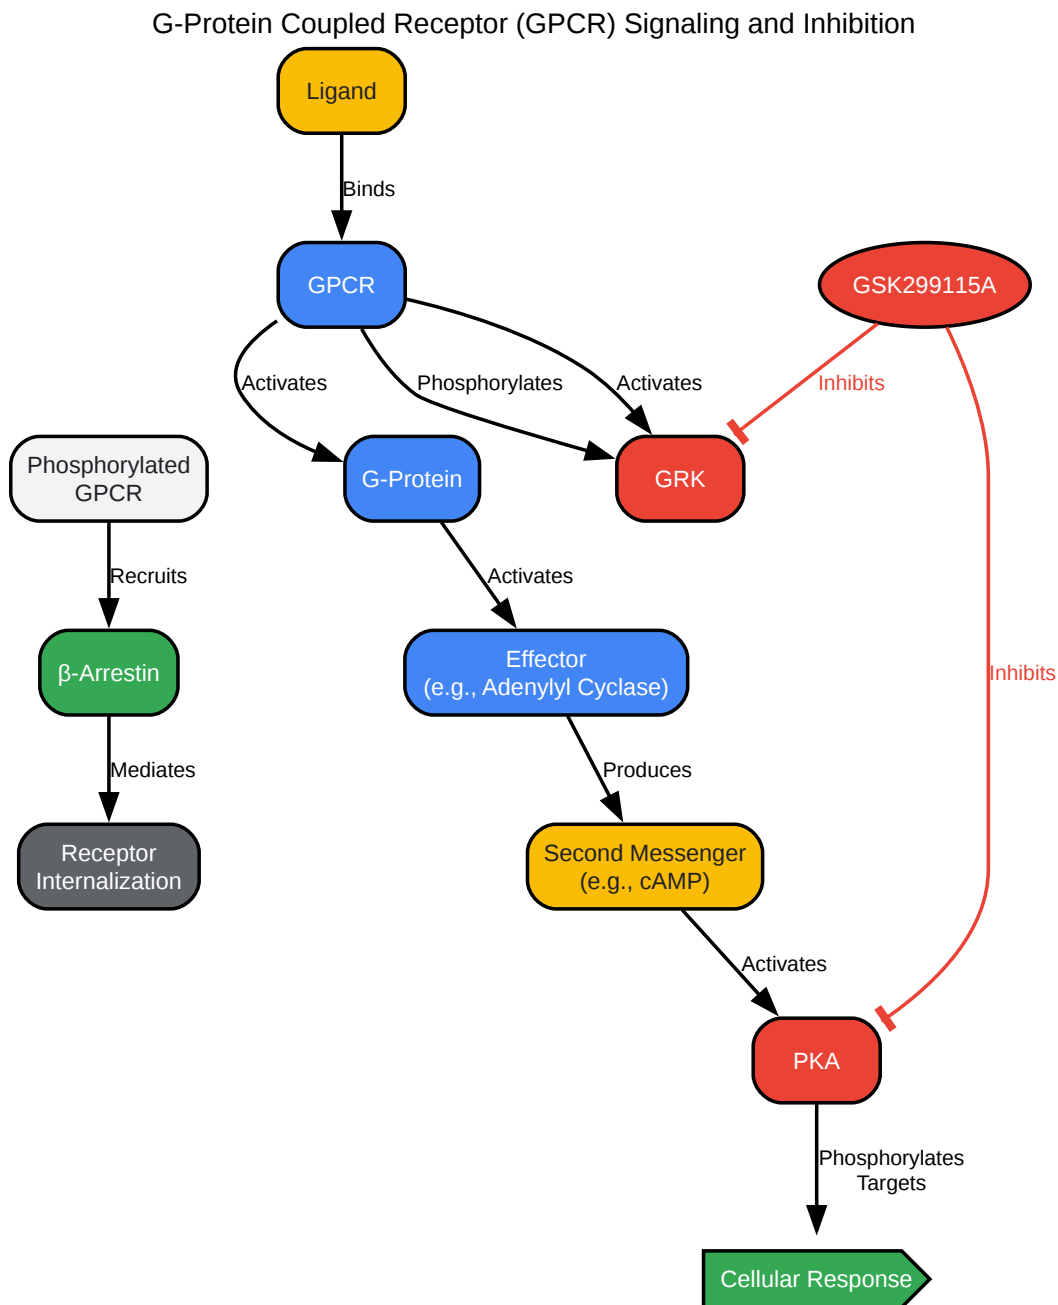 G-Protein Coupled Receptor (GPCR) Signaling and Inhibition
Ligand
Binds
GPCR
GSK299115A
Activates
Phosphorylates
Activates
Inhibits
Phosphorylated
GPCR
G-Protein
GRK
Recruits
Activates
β-Arrestin
Effector
(e.g., Adenylyl Cyclase)
Inhibits
Mediates
Produces
Receptor
Internalization
Second Messenger
(e.g., cAMP)
Activates
PKA
Phosphorylates
Targets
Cellular Response